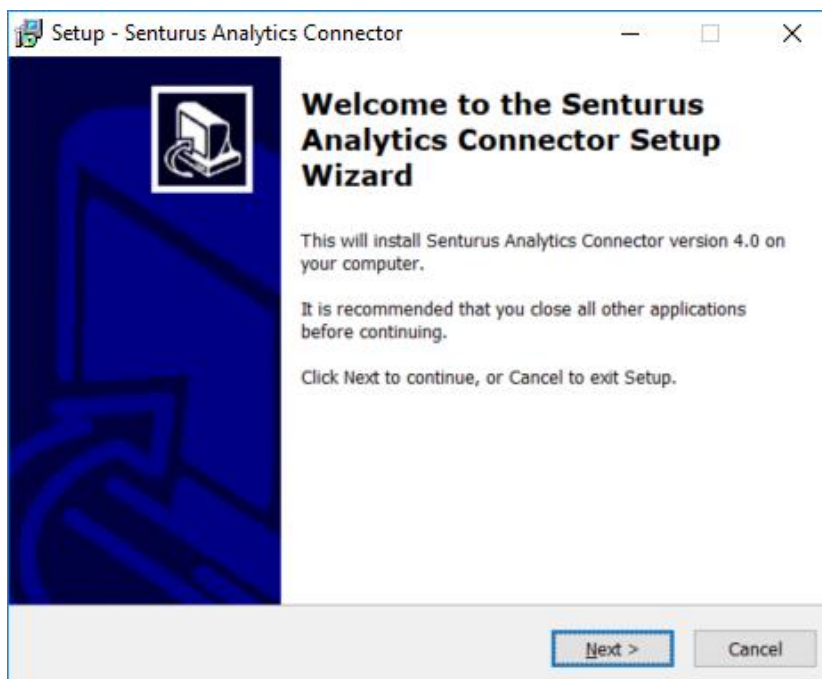 Setup - Senturus Analytics Connector
Welcome to the Senturus
Analytics Connector Setup
Wizard
This will install Senturus Analytics Connector version 4.0 on
your computer.
It is recommended that you close all other applications
before continuing.
Click Next to continue, or Cancel to exit Setup.
Next >
Cancel